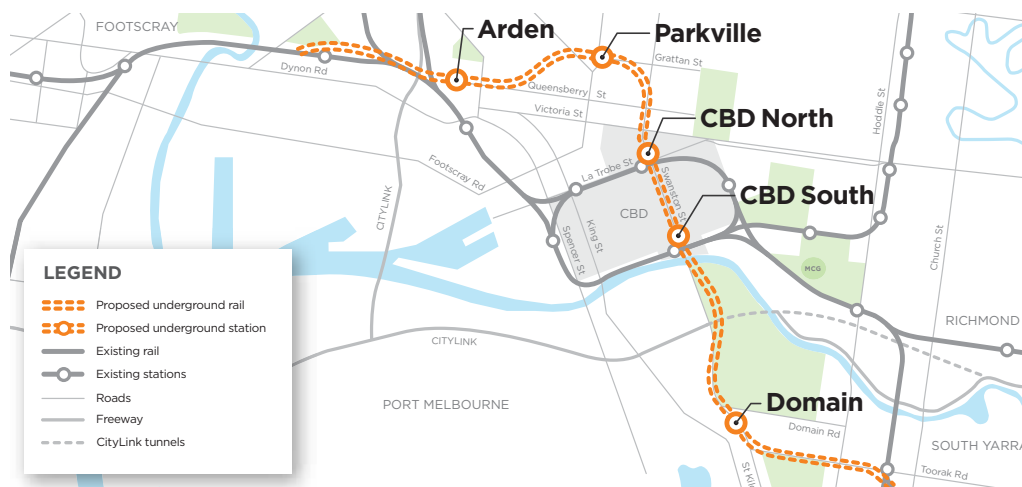 FOOTSCRAY
Arden
Parkville
Grattan St
Dynon Rd
Queensberry St
Victoria St
Hoddle St
CBD North
Footscray Rd
La Trobe St
Swanston St
CBD South
CITYLINK
King St
CBD
Spencer St
Church St
MCG
LEGEND
Proposed underground rail
Proposed underground station
Existing rail
Existing stations
Roads
Freeway
CityLink tunnels
RICHMOND
CITYLINK
PORT MELBOURNE
Domain
Domain Rd
SOUTH YARRA
Toorak Rd
St Kil